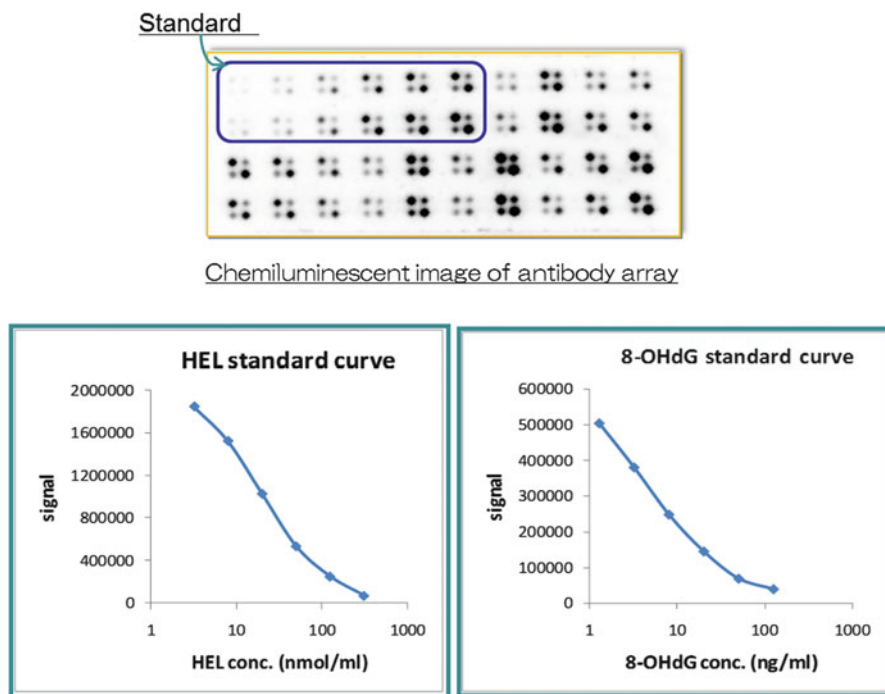 Standard
Chemiluminescent image of antibody array
HEL standard curve
2000000
1600000
1200000
800000
400000
0
signal
1
10
100
1000
HEL conc. (nmol/ml)
8-OHdG standard curve
600000
500000
400000
300000
200000
100000
0
signal
1
10
100
1000
8-OHdG conc. (ng/ml)